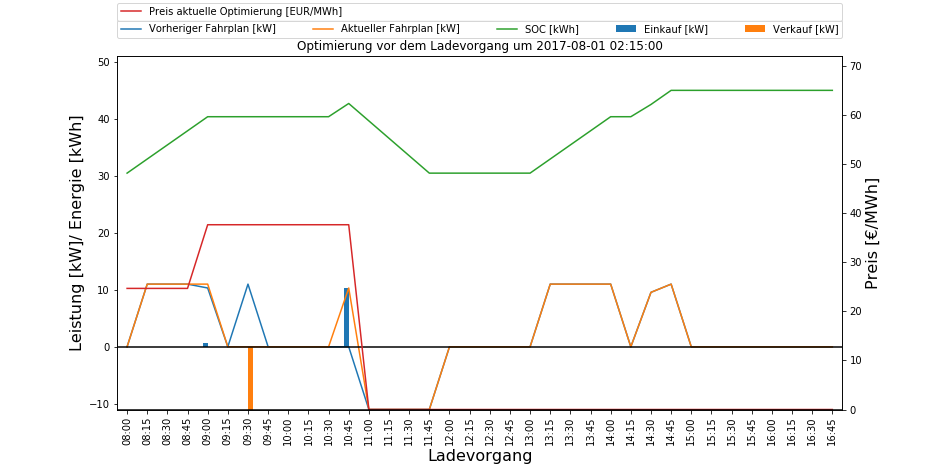 Preis aktuelle Optimierung [EUR/MWh]
Vorheriger Fahrplan [kW] Aktueller Fahrplan [kW] SOC [kWh] Einkauf [kW] Verkauf [kW]
Optimierung vor dem Ladevorgang um 2017-08-01 02:15:00
Leistung [kW]/ Energie [kWh]
50
40
30
20
10
0
−10
70
60
50
40
30
20
10
0
Preis [€/MWh]
08:00 08:15 08:30 08:45 09:00 09:15 09:30 09:45 10:00 10:15 10:30 10:45 11:00 11:15 11:30 11:45 12:00 12:15 12:30 12:45 13:00 13:15 13:30 13:45 14:00 14:15 14:30 14:45 15:00 15:15 15:30 15:45 16:00 16:15 16:30 16:45
Ladevorgang